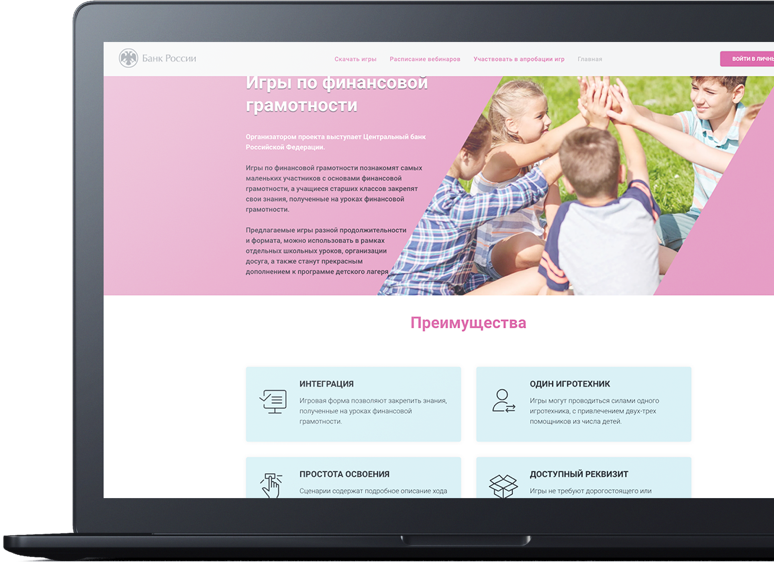 Банк России
Скачать игры
Расписание вебинаров
Участвовать в апробации игр
Главная
ВОЙТИ В ЛИЧНЫ
Игры по финансовой
грамотности
Организатором проекта выступает Центральный банк
Российской Федерации.
Игры по финансовой грамотности познакомят самых
маленьких участников с основами финансовой
грамотности, а учащиеся старших классов закрепят
свои знания, полученные на уроках финансовой
грамотности.
Предлагаемые игры разной продолжительности
и формата, можно использовать в рамках
отдельных школьных уроков, организации
досуга, а также станут прекрасным
дополнением к программе детского лагеря
Преимущества
ИНТЕГРАЦИЯ
Игровая форма позволяют закрепить знания,
полученные на уроках финансовой
грамотности.
ОДИН ИГРОТЕХНИК
Игры могут проводиться силами одного
игротехника, с привлечением двух-трех
помощников из числа детей.
ПРОСТОТА ОСВОЕНИЯ
Сценарии содержат подробное описание хода
ДОСТУПНЫЙ РЕКВИЗИТ
Игры не требуют дорогостоящего или